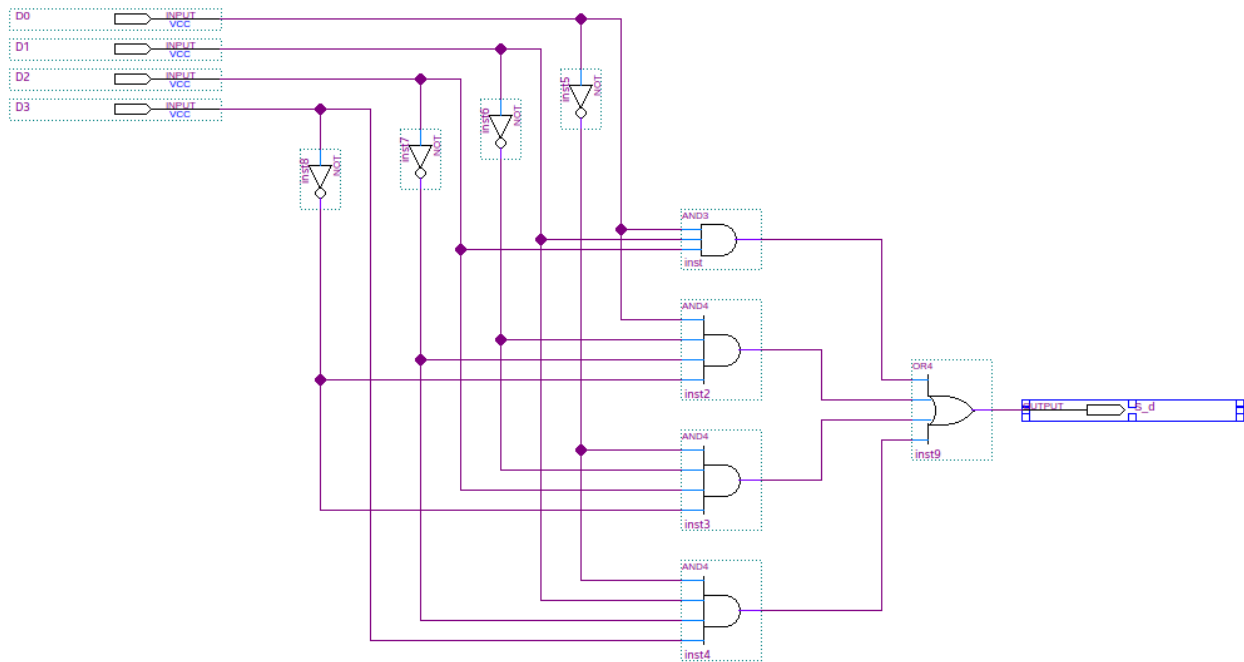 D0 INPUT
VCC
D1 INPUT
VCC
D2 INPUT
VCC
D3 INPUT
VCC
inst5
NOT
inst6
NOT
inst7
NOT
inst8
NOT
AND3
inst
AND4
inst2
OR4
OUTPUT S_d
AND4
inst9
inst3
AND4
inst4